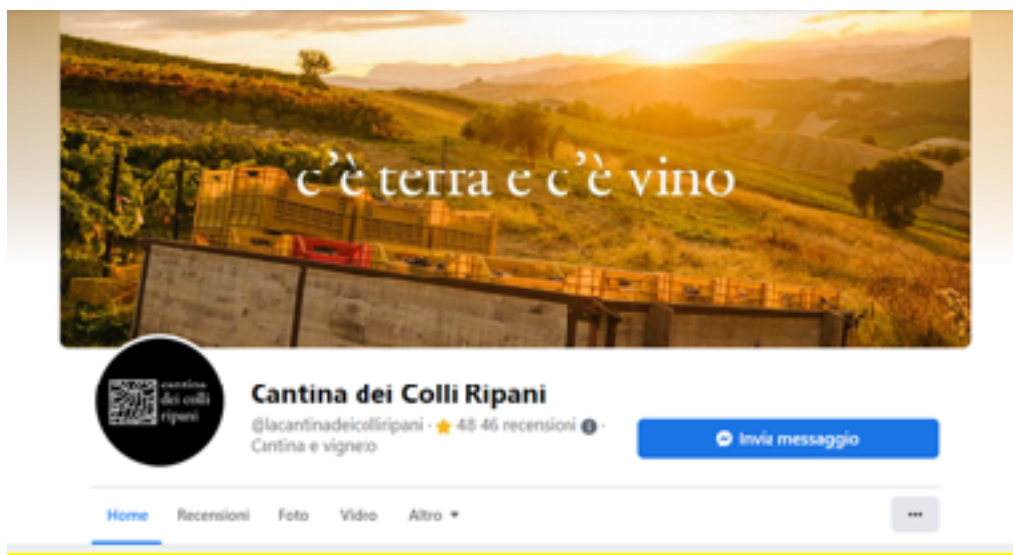 c'è terra e c'è vino
cantina
dei colli
ripani
Cantina dei Colli Ripani
@lacantinadeicolliripani · 4,8 46 recensioni ·
Cantina e vigneto
Invia messaggio
Home Recensioni Foto Video Altro
...